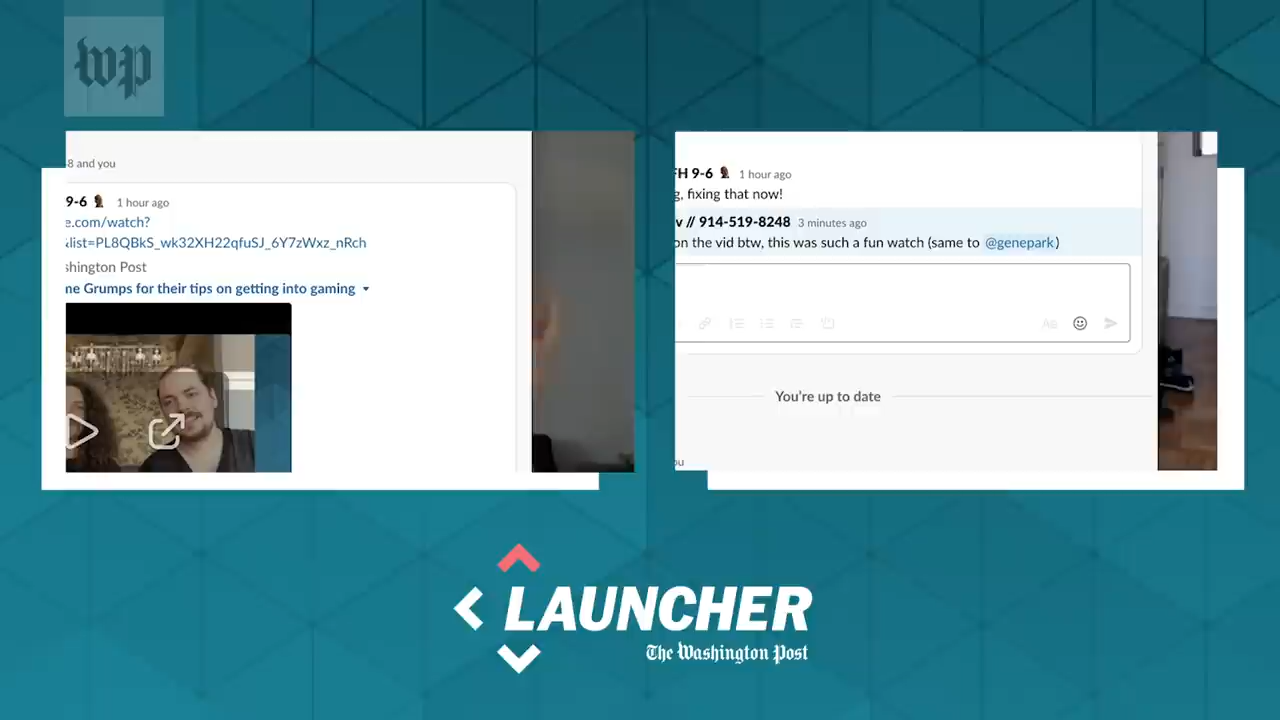 wp
8 and you
9-6 1 hour ago
e.com/watch?
&list=PL8QBkS_wk32XH22qfuSJ_6Y7zWxz_nRch
shington Post
me Grumps for their tips on getting into gaming
FH 9-6 1 hour ago
g, fixing that now!
v // 914-519-8248 3 minutes ago
on the vid btw, this was such a fun watch (same to @genepark)
Aa
You're up to date
ou
LAUNCHER
The Washington Post